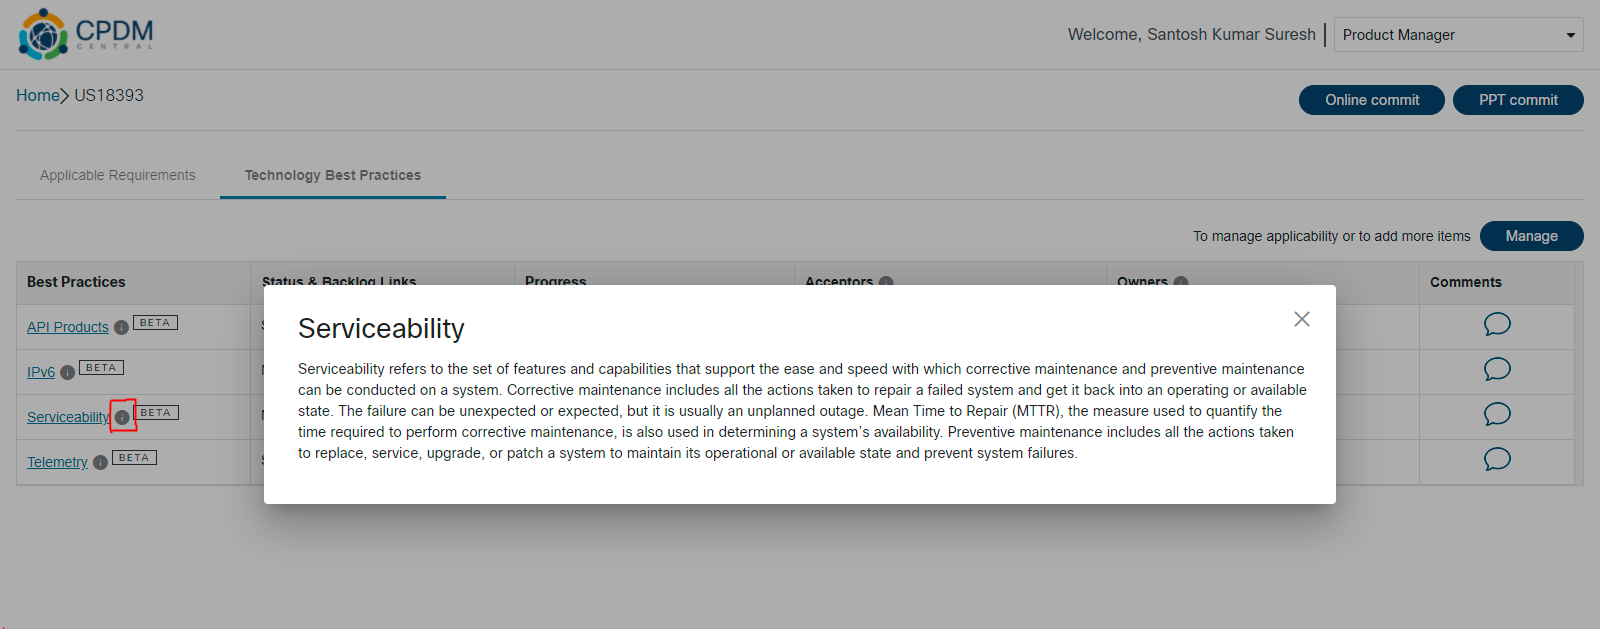 CPDM
CENTRAL
Welcome, Santosh Kumar Suresh
Product Manager
Home US18393
Online commit
PPT commit
Applicable Requirements
Technology Best Practices
To manage applicability or to add more items
Manage
Best Practices
Status & Backlog Links
Progress
Acceptors
Owners
Comments
API Products BETA
IPv6 BETA
Serviceability BETA
Telemetry BETA
Serviceability
Serviceability refers to the set of features and capabilities that support the ease and speed with which corrective maintenance and preventive maintenance
can be conducted on a system. Corrective maintenance includes all the actions taken to repair a failed system and get it back into an operating or available
state. The failure can be unexpected or expected, but it is usually an unplanned outage. Mean Time to Repair (MTTR), the measure used to quantify the
time required to perform corrective maintenance, is also used in determining a system’s availability. Preventive maintenance includes all the actions taken
to replace, service, upgrade, or patch a system to maintain its operational or available state and prevent system failures.